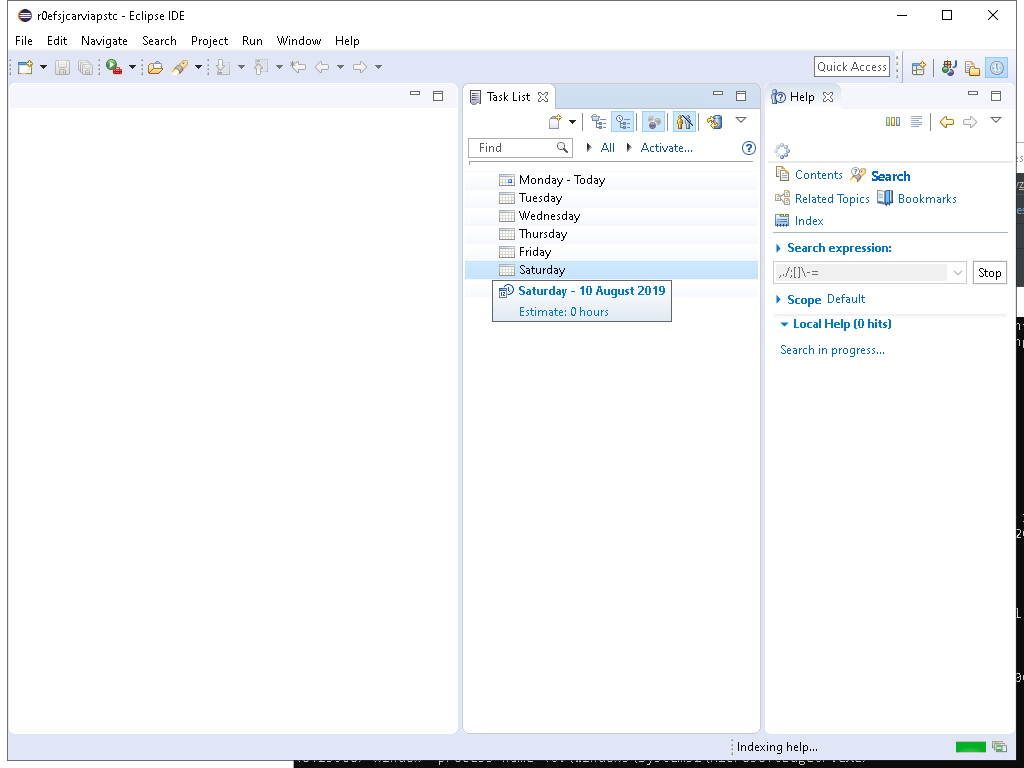 r0efsjcarviapstc - Eclipse IDE
File Edit Navigate Search Project Run Window Help
Quick Access
Task List
Help
Find
All
Activate...
Contents
Search
Monday - Today
Tuesday
Related Topics
Bookmarks
Wednesday
Index
Thursday
Friday
Search expression:
Saturday
,./;[]\-=
Stop
Saturday - 10 August 2019
Scope Default
Estimate: 0 hours
Local Help (0 hits)
Search in progress...
Indexing help...